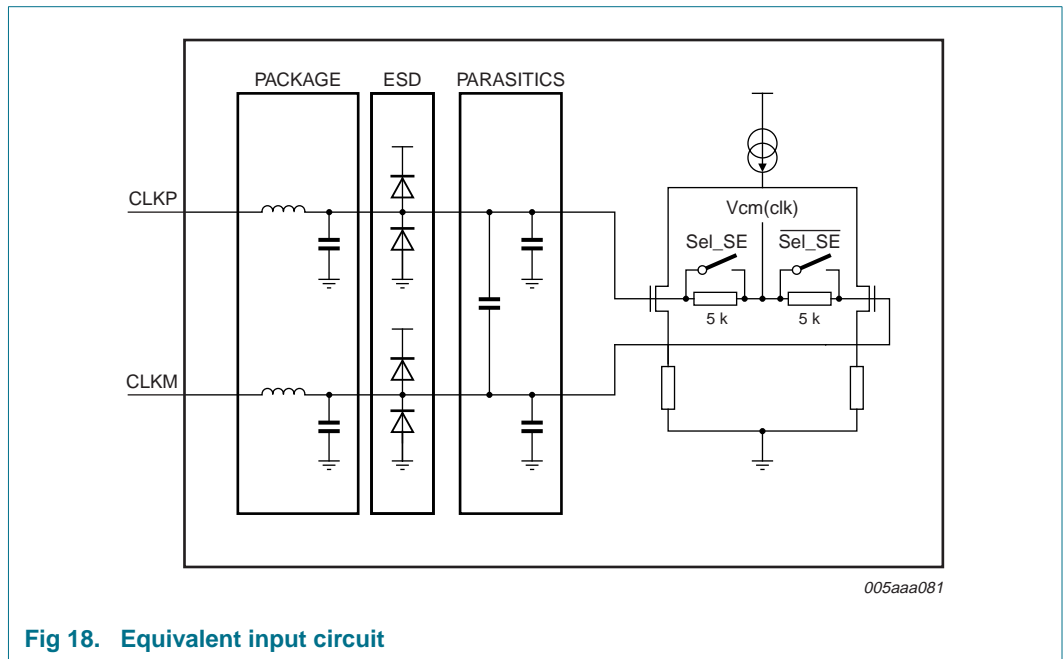 PACKAGE ESD PARASITICS
CLKP
Vcm(clk)
Sel_SE Sel_SE
5 k 5 k
CLKM
005aaa081
Fig 18. Equivalent input circuit